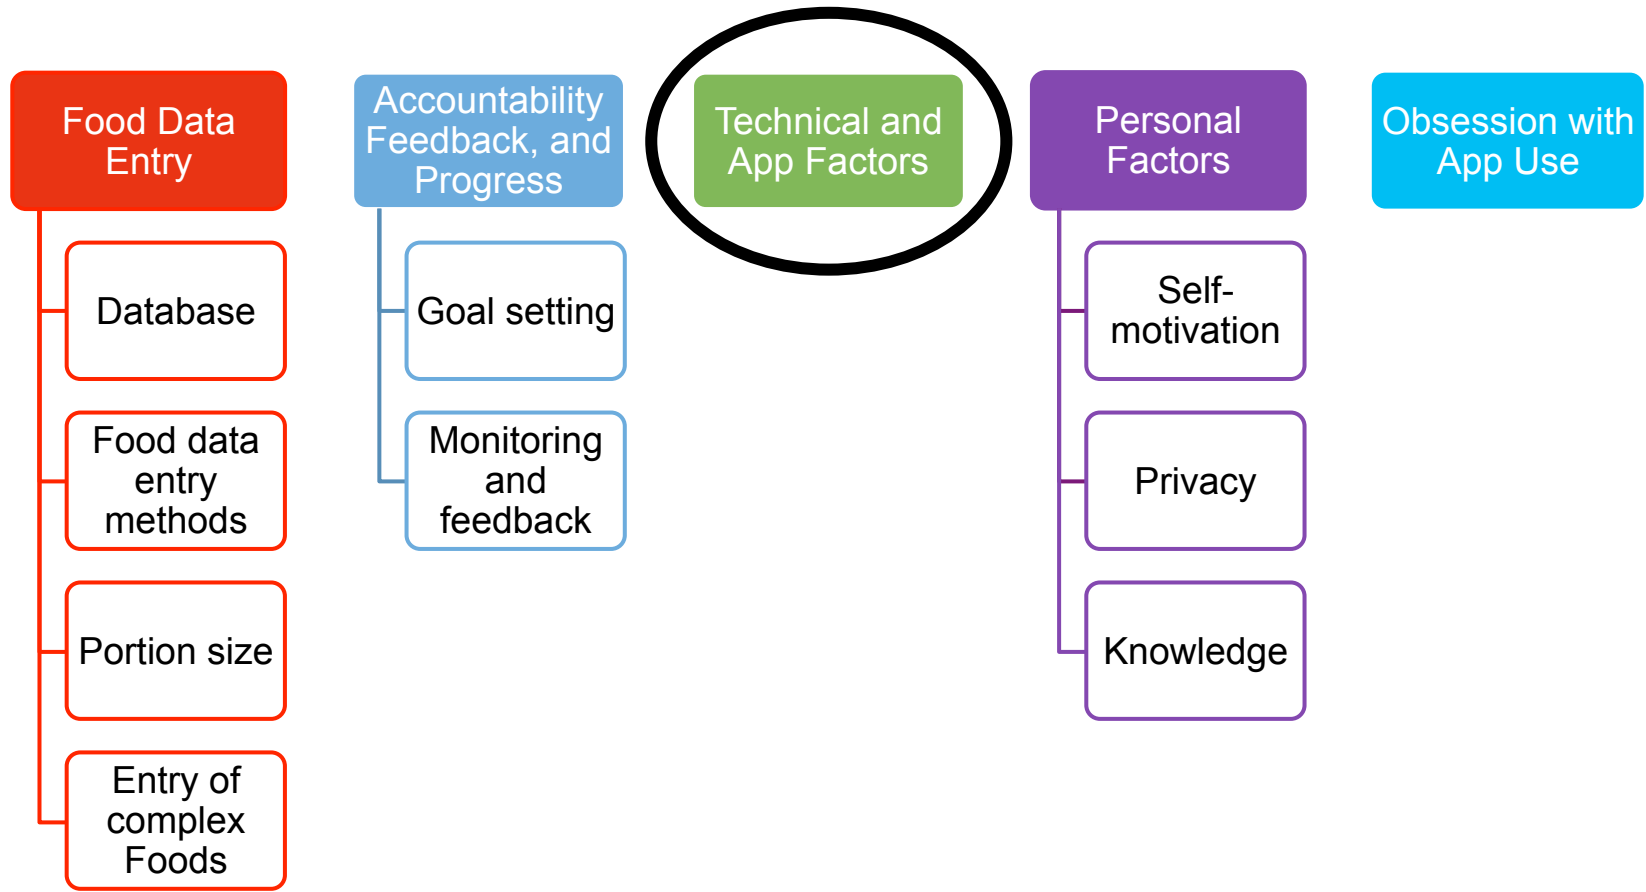 Food Data
Entry
Database
Food data
entry
methods
Portion size
Entry of
complex
Foods
Accountability
Feedback, and
Progress
Goal setting
Monitoring
and
feedback
Technical and
App Factors
Personal
Factors
Self-
motivation
Privacy
Knowledge
Obsession with
App Use